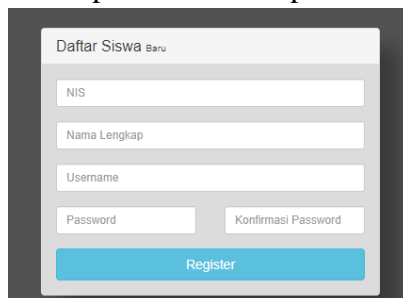 Daftar Siswa Baru
NIS
Nama Lengkap
Username
Password Konfirmasi Password
Register